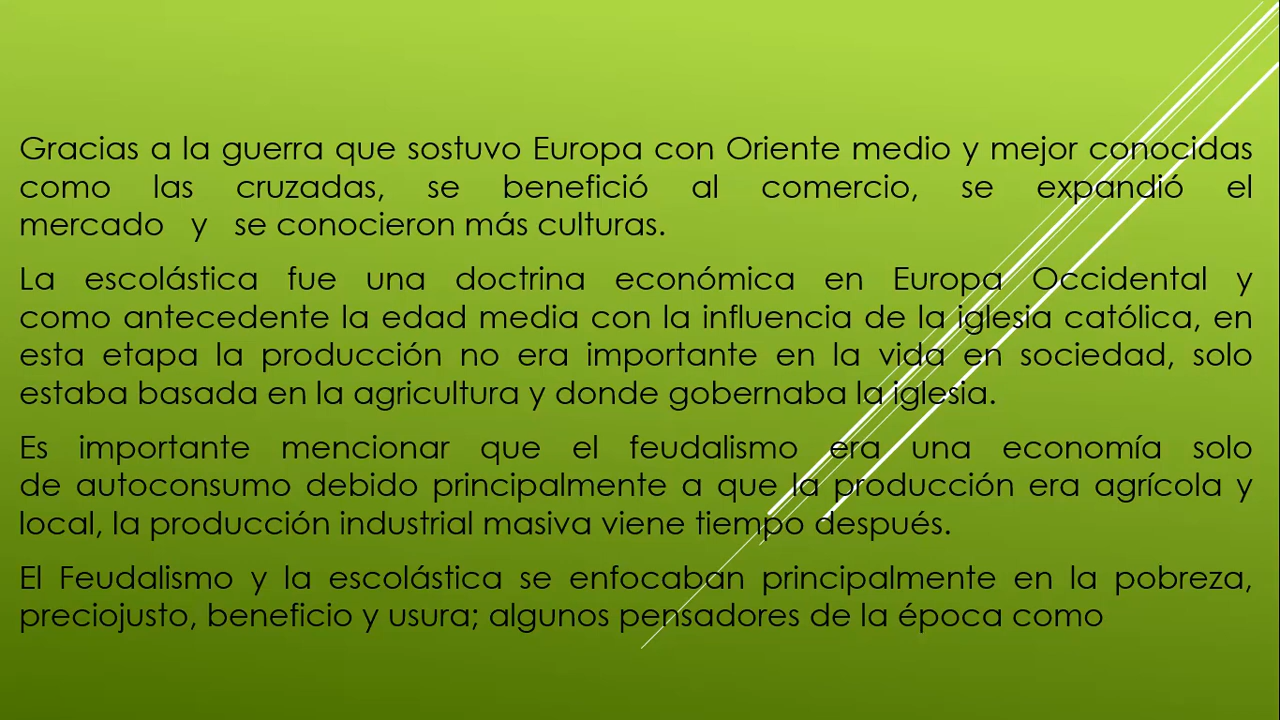 Gracias a la guerra que sostuvo Europa con Oriente medio y mejor conocidas
como las cruzadas, se benefició al comercio, se expandió el
mercado y se conocieron más culturas.
La escolástica fue una doctrina económica en Europa Occidental y
como antecedente la edad media con la influencia de la iglesia católica, en
esta etapa la producción no era importante en la vida en sociedad, solo
estaba basada en la agricultura y donde gobernaba la iglesia.
Es importante mencionar que el feudalismo era una economía solo
de autoconsumo debido principalmente a que la producción era agrícola y
local, la producción industrial masiva viene tiempo después.
El Feudalismo y la escolástica se enfocaban principalmente en la pobreza,
preciojusto, beneficio y usura; algunos pensadores de la época como